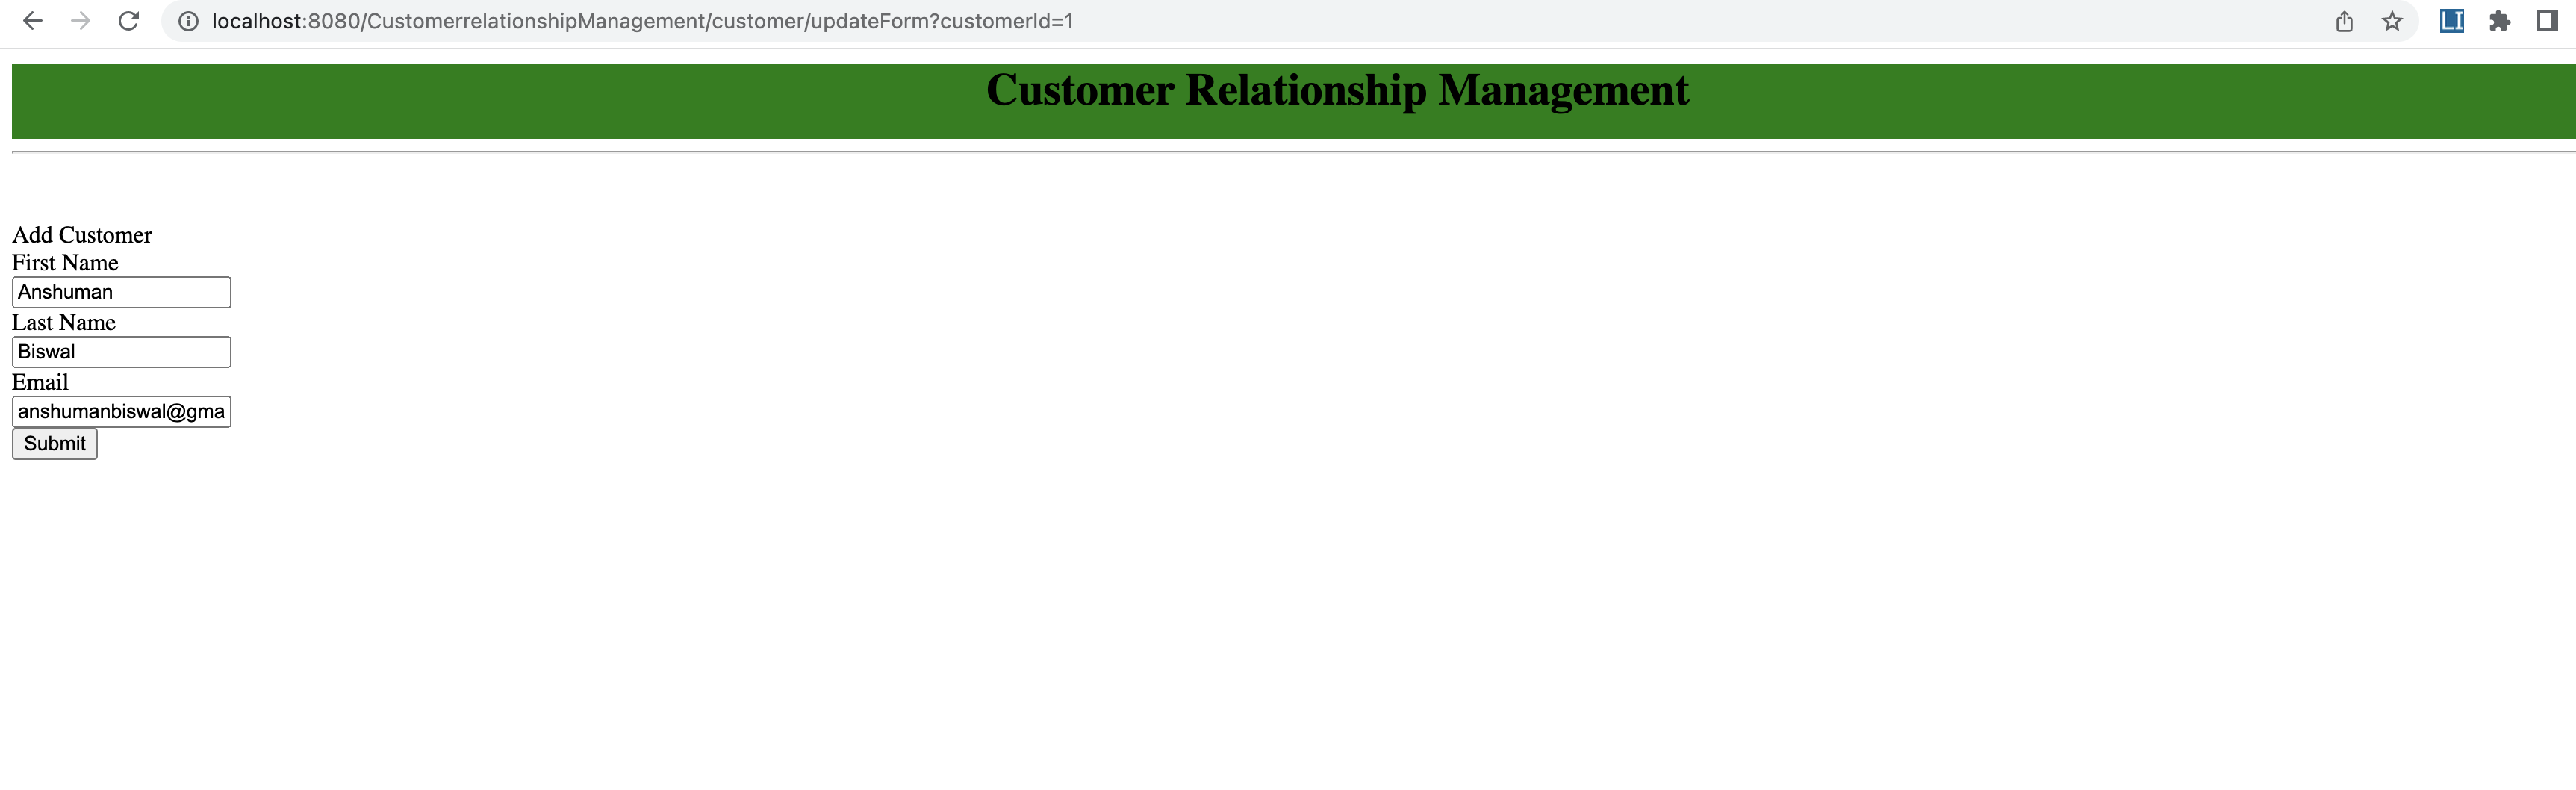 localhost:8080/CustomerrelationshipManagement/customer/updateForm?customerId=1
LI
Customer Relationship Management
Add Customer
First Name
Anshuman
Last Name
Biswal
Email
anshumanbiswal@gma
Submit